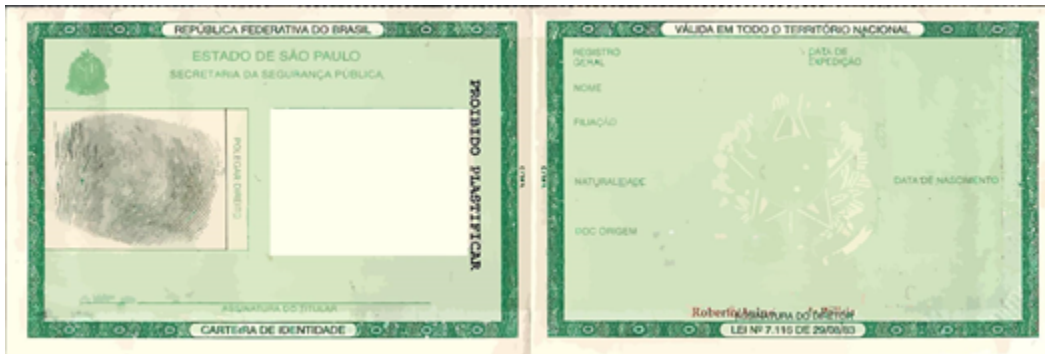 REPÚBLICA FEDERATIVA DO BRASIL
ESTADO DE SÃO PAULO
SECRETARIA DA SEGURANÇA PÚBLICA
POLEGAR DIREITO
PROIBIDO PLASTIFICAR
ASSINATURA DO TITULAR
CARTEIRA DE IDENTIDADE
VÁLIDA EM TODO O TERRITÓRIO NACIONAL
REGISTRO GERAL
DATA DE EXPEDIÇÃO
NOME
FILIAÇÃO
NATURALIDADE
DATA DE NASCIMENTO
DOC ORIGEM
Roberto
ASSINATURA DO DIRETOR
LEI Nº 7.116 DE 29/08/83